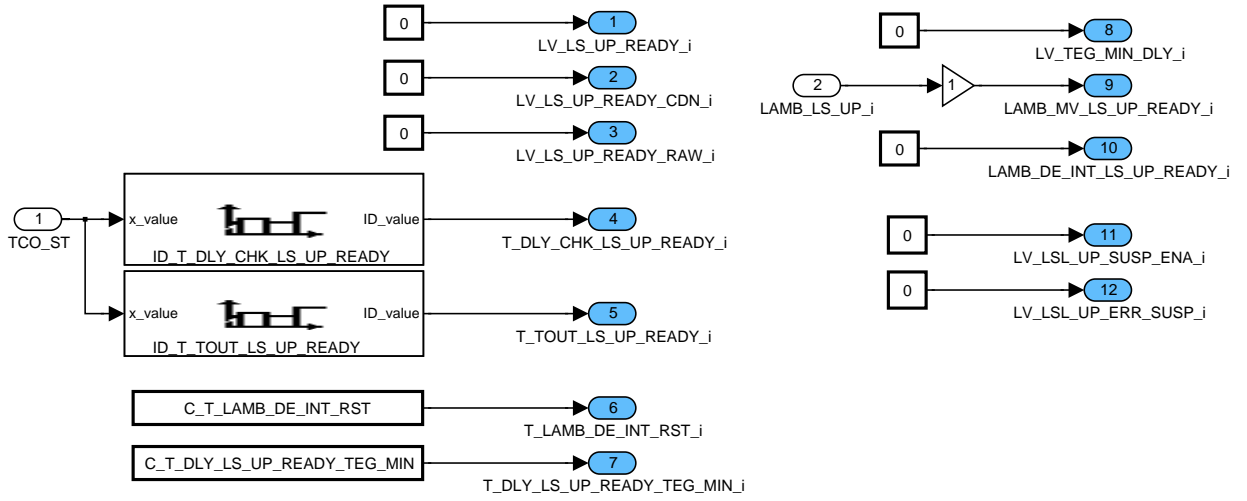 0
1
LV_LS_UP_READY_i
0
2
LV_LS_UP_READY_CDN_i
0
3
LV_LS_UP_READY_RAW_i
1
TCO_ST
x_value
ID_value
ID_T_DLY_CHK_LS_UP_READY
4
T_DLY_CHK_LS_UP_READY_i
x_value
ID_value
ID_T_TOUT_LS_UP_READY
5
T_TOUT_LS_UP_READY_i
C_T_LAMB_DE_INT_RST
6
T_LAMB_DE_INT_RST_i
C_T_DLY_LS_UP_READY_TEG_MIN
7
T_DLY_LS_UP_READY_TEG_MIN_i
0
8
LV_TEG_MIN_DLY_i
2
LAMB_LS_UP_i
1
9
LAMB_MV_LS_UP_READY_i
0
10
LAMB_DE_INT_LS_UP_READY_i
0
11
LV_LSL_UP_SUSP_ENA_i
0
12
LV_LSL_UP_ERR_SUSP_i